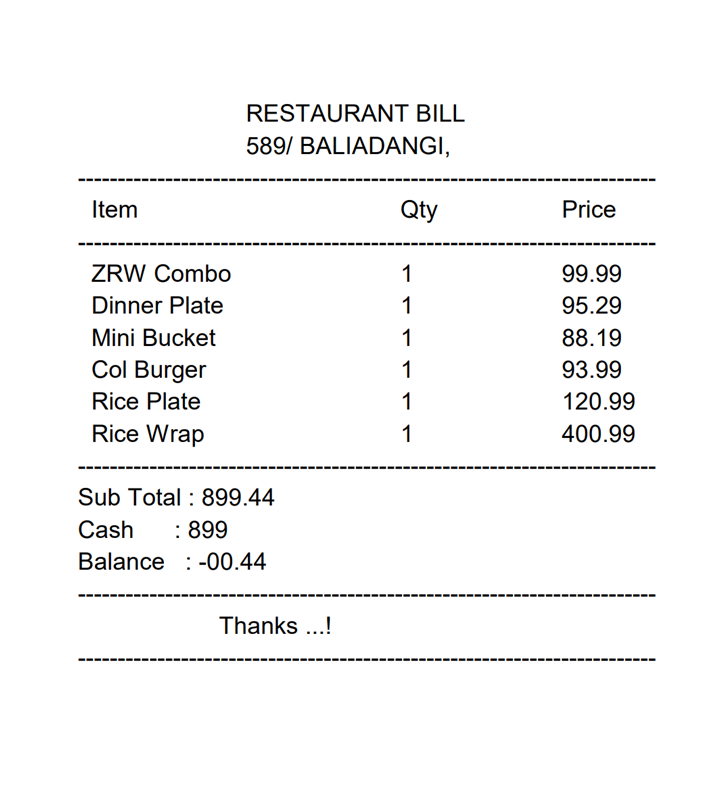 RESTAURANT BILL
589/ BALIADANGI,
------------------------------------------------------------------------
Item Qty Price
------------------------------------------------------------------------
ZRW Combo 1 99.99
Dinner Plate 1 95.29
Mini Bucket 1 88.19
Col Burger 1 93.99
Rice Plate 1 120.99
Rice Wrap 1 400.99
------------------------------------------------------------------------
Sub Total : 899.44
Cash : 899
Balance : -00.44
------------------------------------------------------------------------
Thanks ...!
------------------------------------------------------------------------